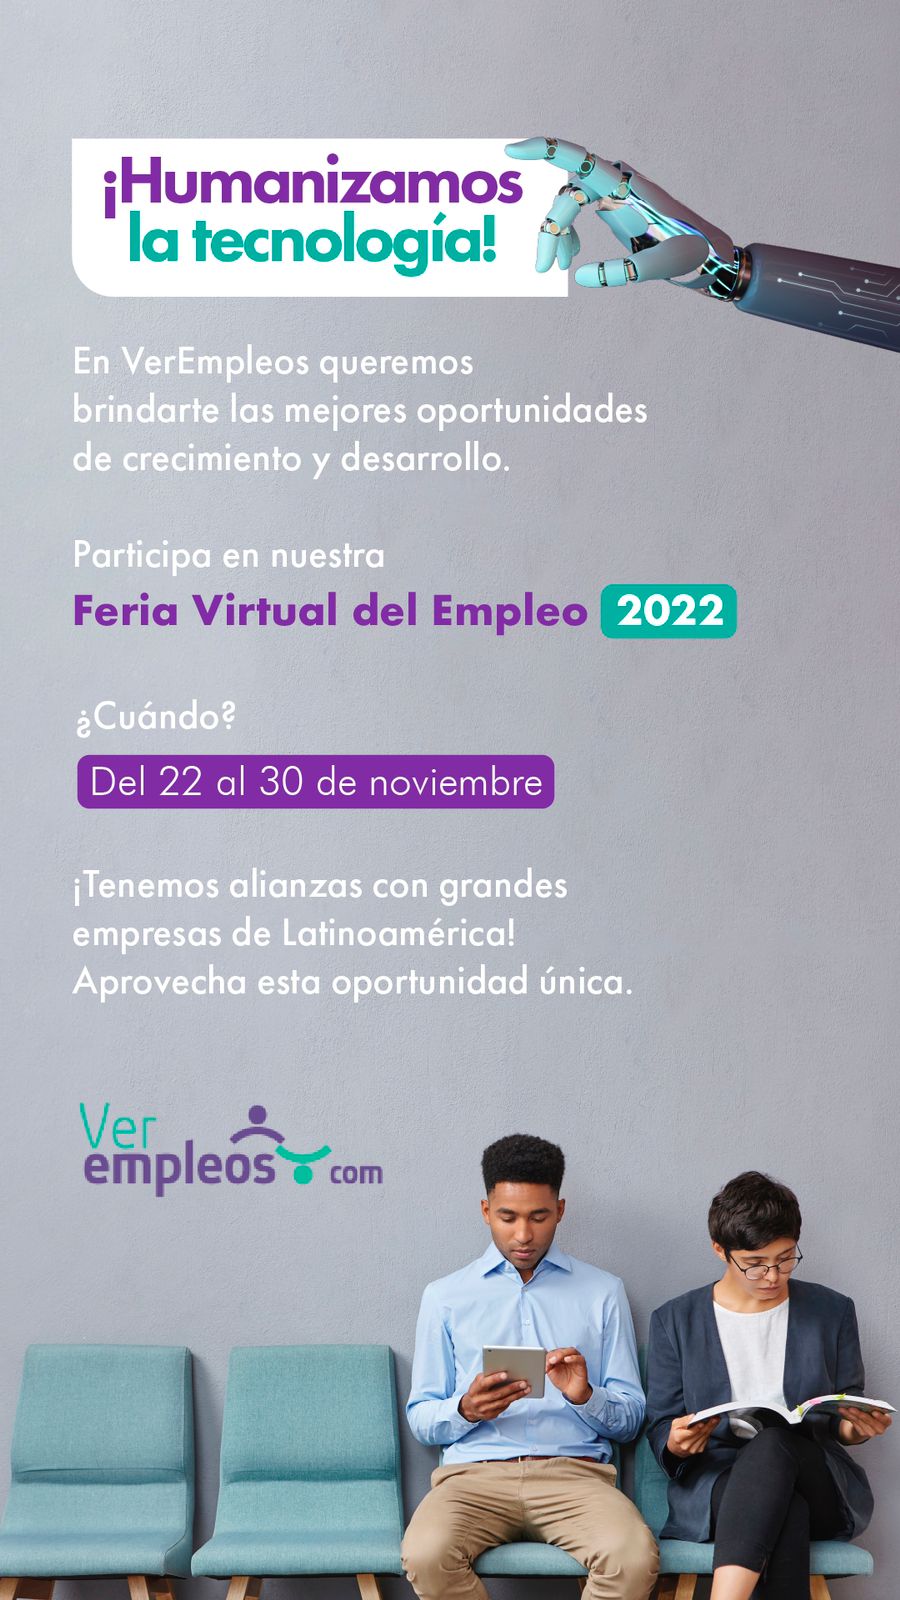 ¡Humanizamos
la tecnología!
En VerEmpleos queremos
brindarte las mejores oportunidades
de crecimiento y desarrollo.
Participa en nuestra
Feria Virtual del Empleo 2022
¿Cuándo?
Del 22 al 30 de noviembre
¡Tenemos alianzas con grandes
empresas de Latinoamérica!
Aprovecha esta oportunidad única.
Ver
empleos com